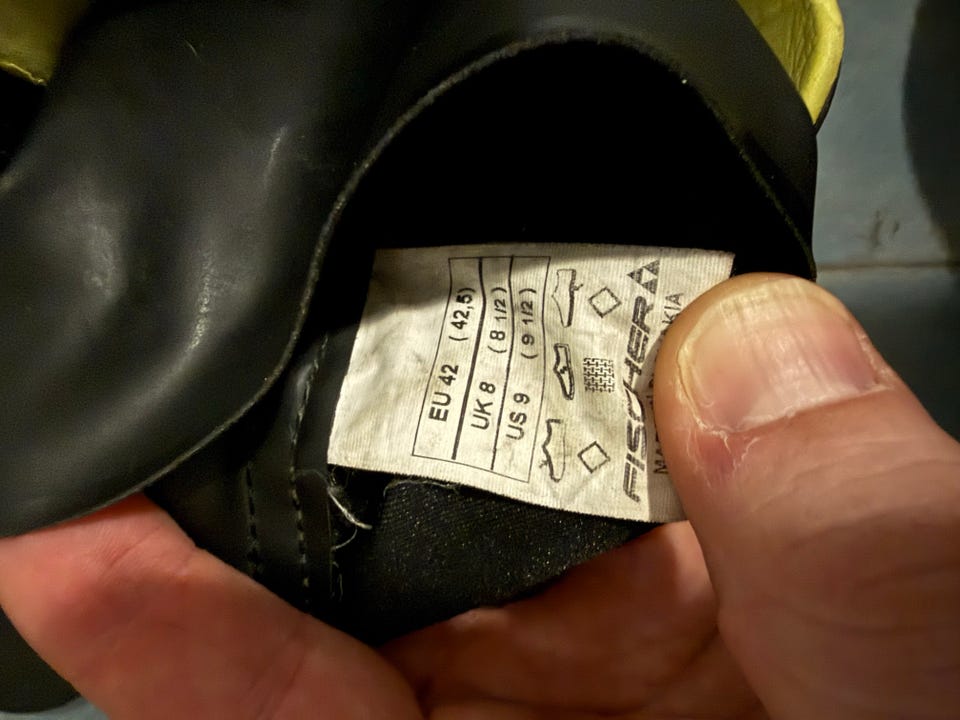 EU 42 (42,5)
UK 8 (8 1/2)
US 9 (9 1/2)
FISCHER